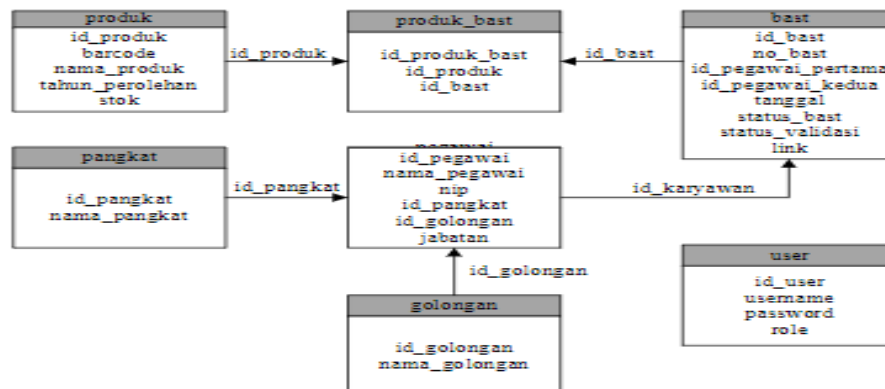 produk
id_produk
barcode
nama_produk
tahun_perolehan
stok
id_produk
produk_bast
id_produk_bast
id_produk
id_bast
id_bast
bast
id_bast
no_bast
id_pegawai_pertama
id_pegawai_kedua
tanggal
status_bast
status_validasi
link
pangkat
id_pangkat
nama_pangkat
id_pangkat
pegawai
id_pegawai
nama_pegawai
nip
id_pangkat
id_golongan
jabatan
id_karyawan
id_golongan
golongan
id_golongan
nama_golongan
user
id_user
username
password
role